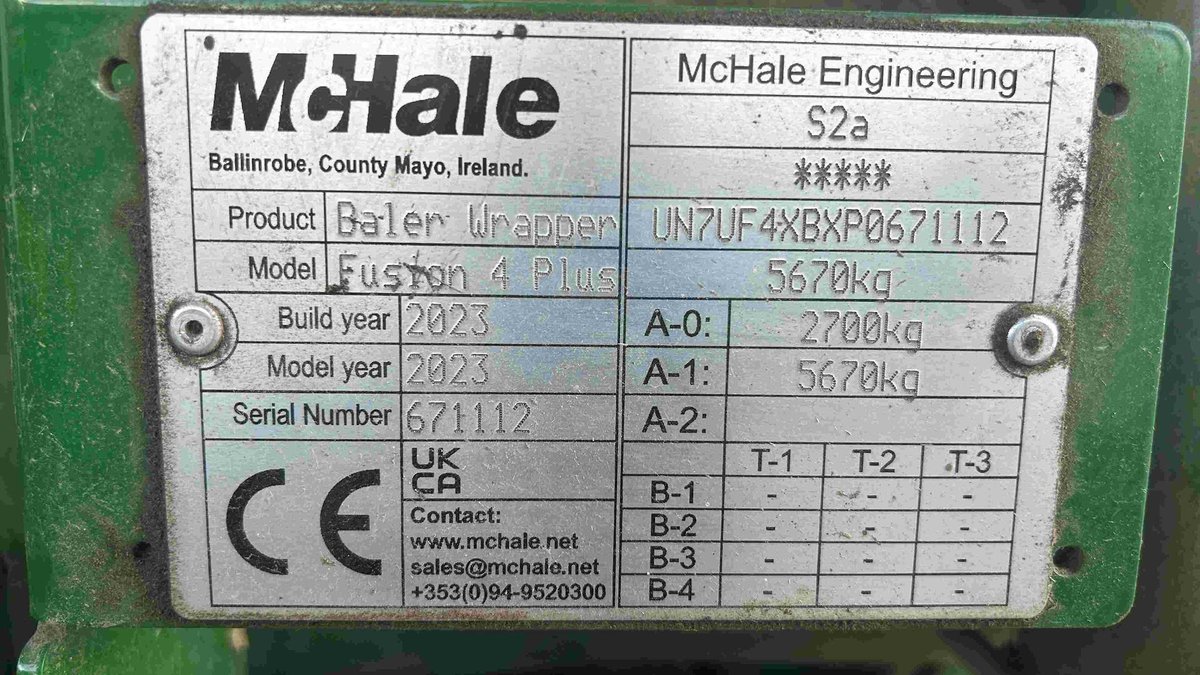 McHale
Ballinrobe, County Mayo, Ireland.
Product Baler Wrapper
Model Fusion 4 Plus
Build year 2023
Model year 2023
Serial Number 671112
CE
UK
CA
Contact:
www.mchale.net
sales@mchale.net
+353(0)94-9520300
McHale Engineering
S2a
*****
UN7UF4XBXP0671112
5670kg
A-0: 2700kg
A-1: 5670kg
A-2:
T-1 T-2 T-3
B-1 - - -
B-2 - - -
B-3 - - -
B-4 - - -